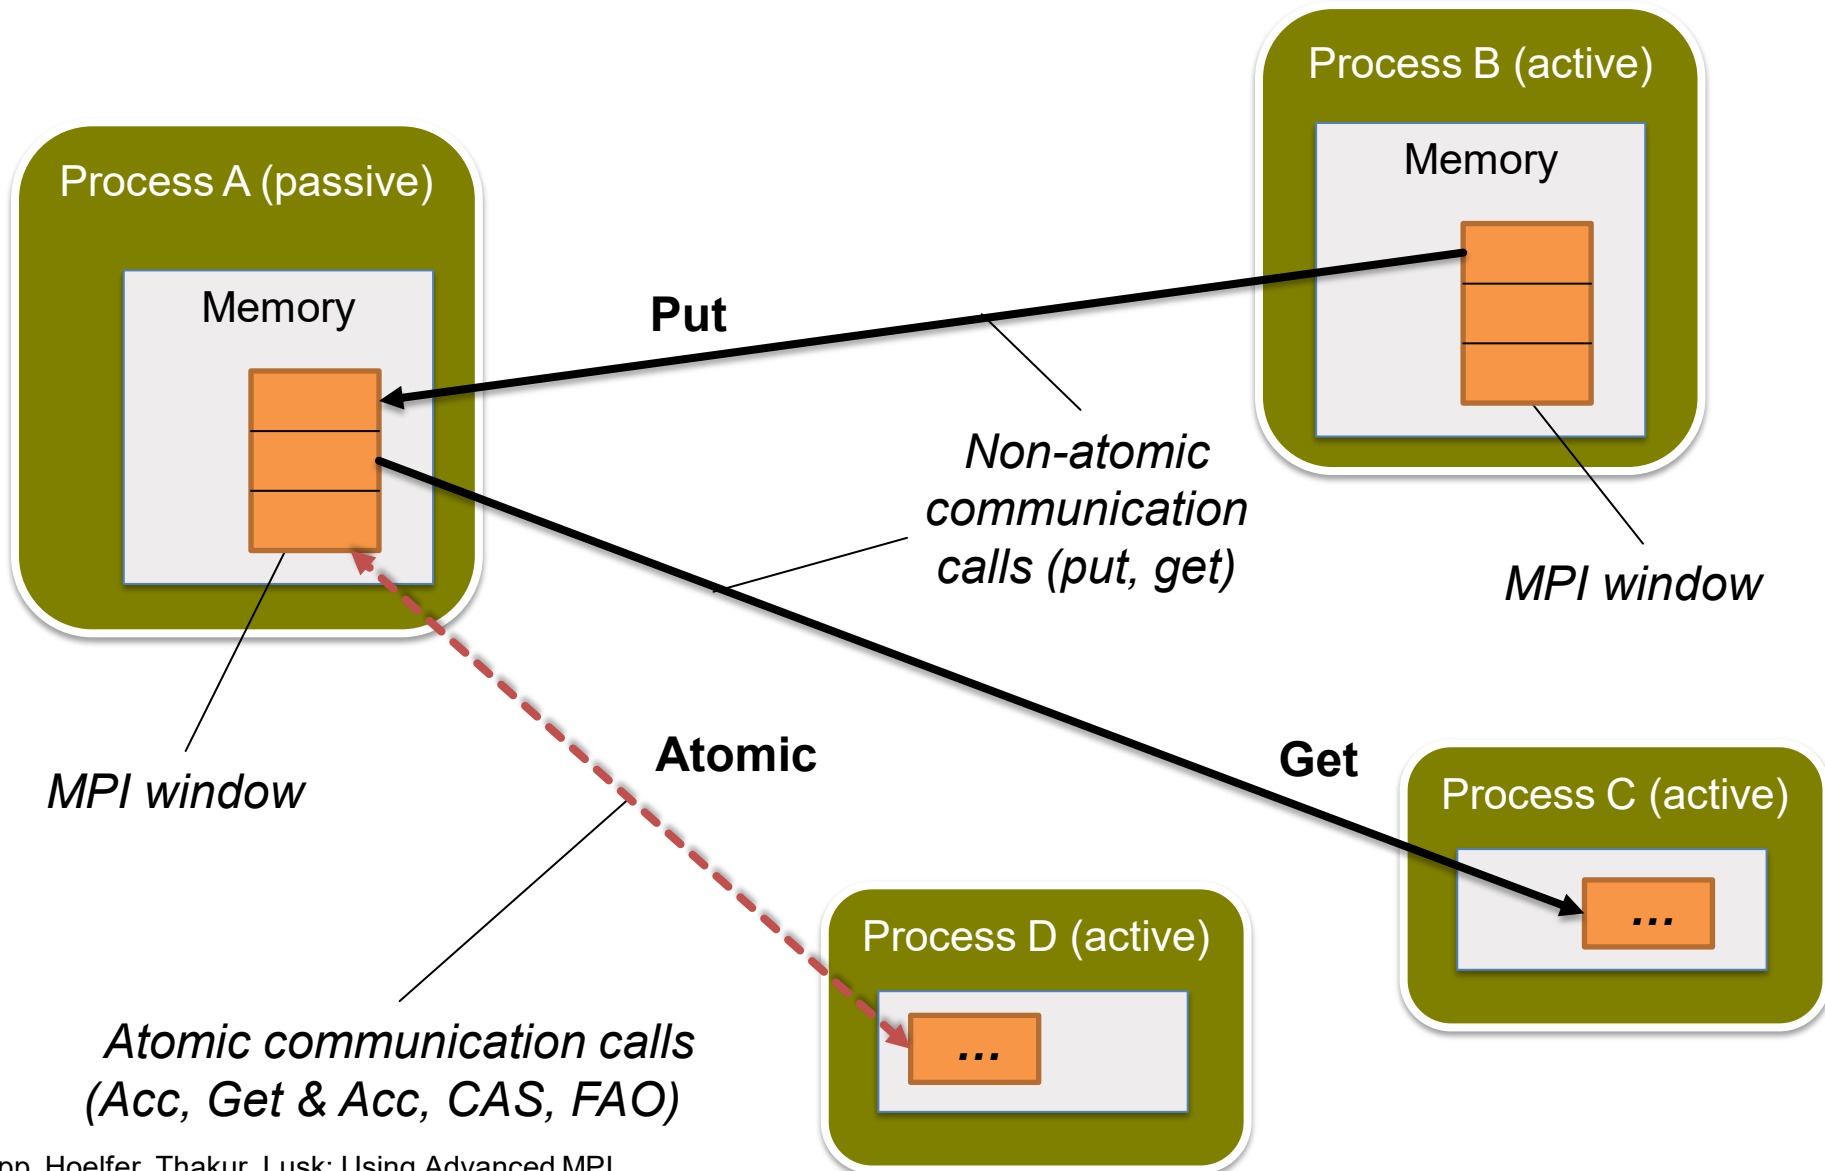 Process A (passive)
Memory
MPI window
Put
Process B (active)
Memory
MPI window
Non-atomic
communication
calls (put, get)
Atomic
Get
Process C (active)
...
Process D (active)
...
Atomic communication calls
(Acc, Get & Acc, CAS, FAO)
Hoelfer, Thakur, Lusk: Using Advanced MPI